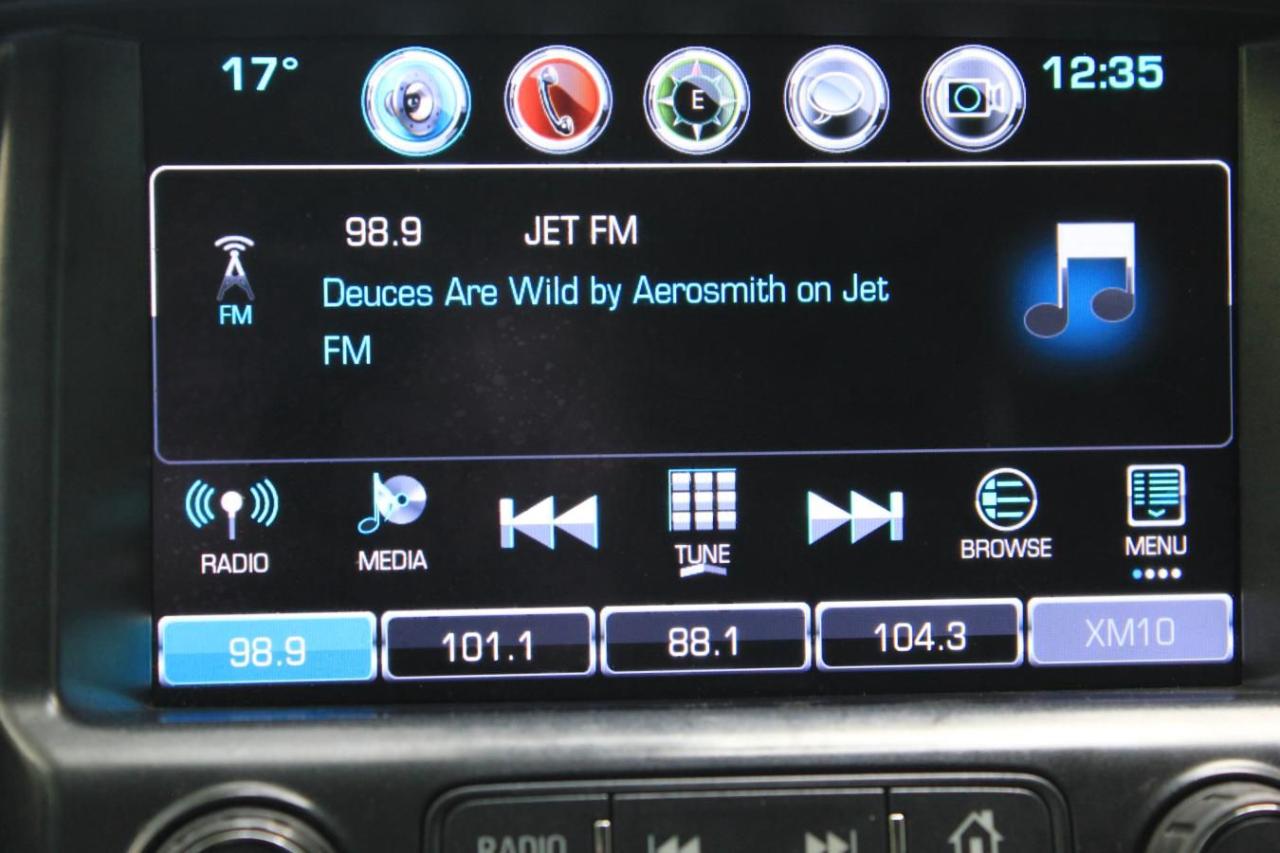 17° E 12:35
98.9 JET FM
Deuces Are Wild by Aerosmith on Jet
FM
FM
RADIO MEDIA TUNE BROWSE MENU
98.9 101.1 88.1 104.3 XM10
RADIO